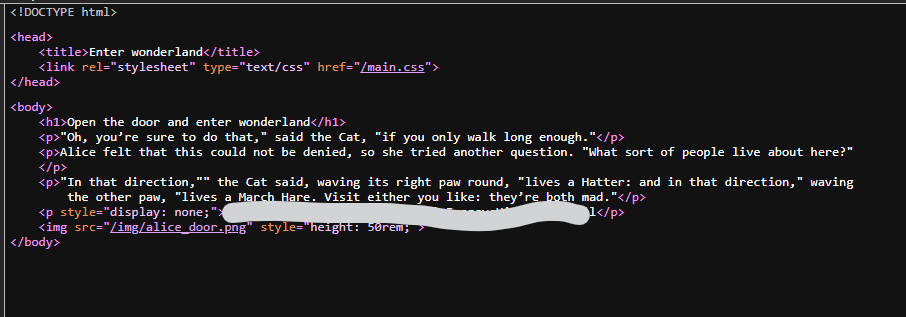 <!DOCTYPE html>
<head>
<title>Enter wonderland</title>
<link rel="stylesheet" type="text/css" href="/main.css">
</head>
<body>
<h1>Open the door and enter wonderland</h1>
<p>"Oh, you’re sure to do that," said the Cat, "if you only walk long enough."</p>
<p>Alice felt that this could not be denied, so she tried another question. "What sort of people live about here?"
</p>
<p>"In that direction,"" the Cat said, waving its right paw round, "lives a Hatter: and in that direction," waving
the other paw, "lives a March Hare. Visit either you like: they’re both mad."</p>
<p style="display: none;"> l</p>
<img src="/img/alice_door.png" style="height: 50rem; >
</body>